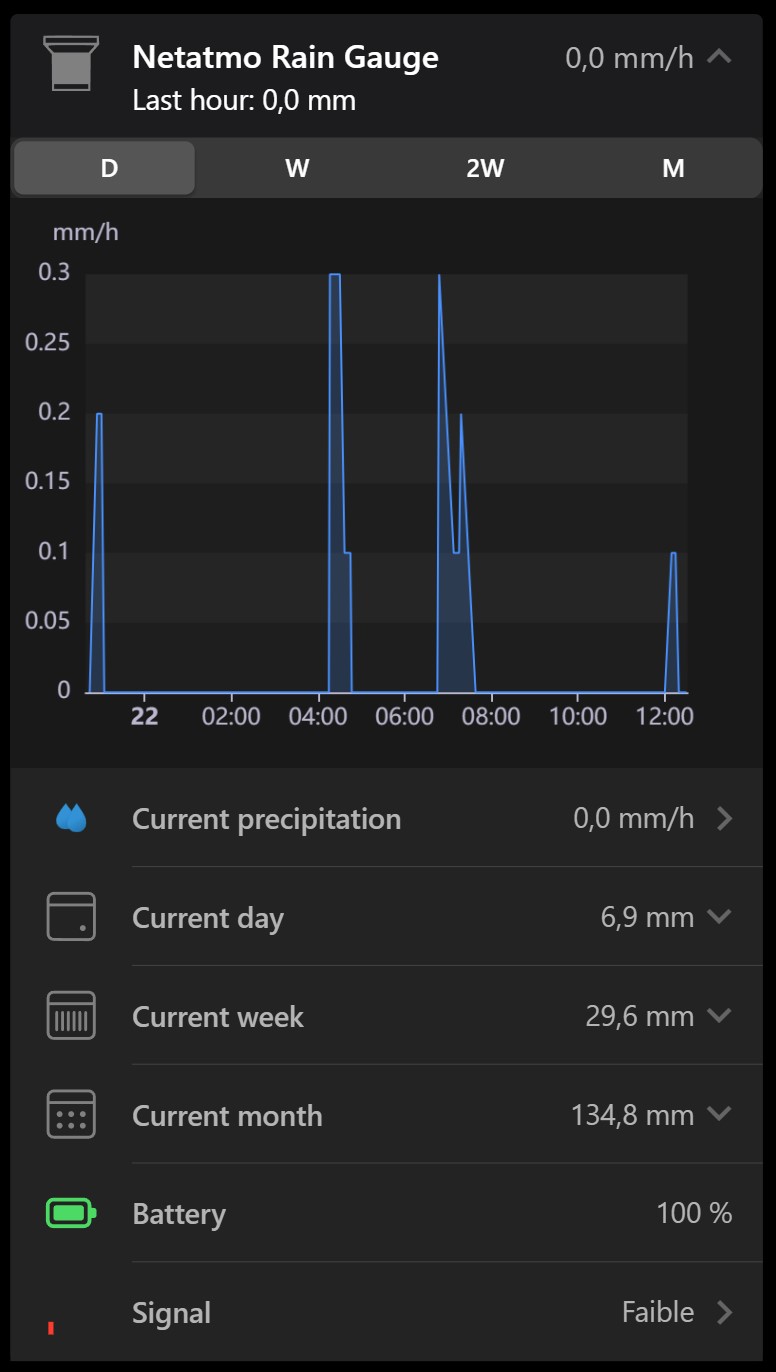 Netatmo Rain Gauge 0,0 mm/h
Last hour: 0,0 mm
D W 2W M
mm/h
0.3
0.25
0.2
0.15
0.1
0.05
0
22 02:00 04:00 06:00 08:00 10:00 12:00
Current precipitation 0,0 mm/h
Current day 6,9 mm
Current week 29,6 mm
Current month 134,8 mm
Battery 100 %
Signal Faible